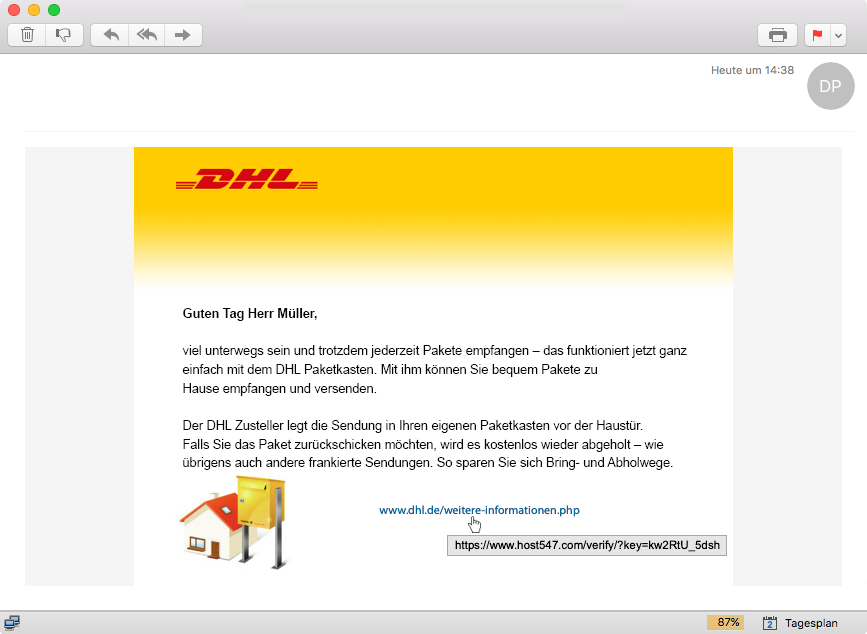 Heute um 14:38
DP
DHL
Guten Tag Herr Müller,
viel unterwegs sein und trotzdem jederzeit Pakete empfangen – das funktioniert jetzt ganz
einfach mit dem DHL Paketkasten. Mit ihm können Sie bequem Pakete zu
Hause empfangen und versenden.
Der DHL Zusteller legt die Sendung in Ihren eigenen Paketkasten vor der Haustür.
Falls Sie das Paket zurückschicken möchten, wird es kostenlos wieder abgeholt – wie
übrigens auch andere frankierte Sendungen. So sparen Sie sich Bring- und Abholwege.
www.dhl.de/weitere-informationen.php
https://www.host547.com/verify/?key=kw2RtU_5dsh
87%
2
Tagesplan